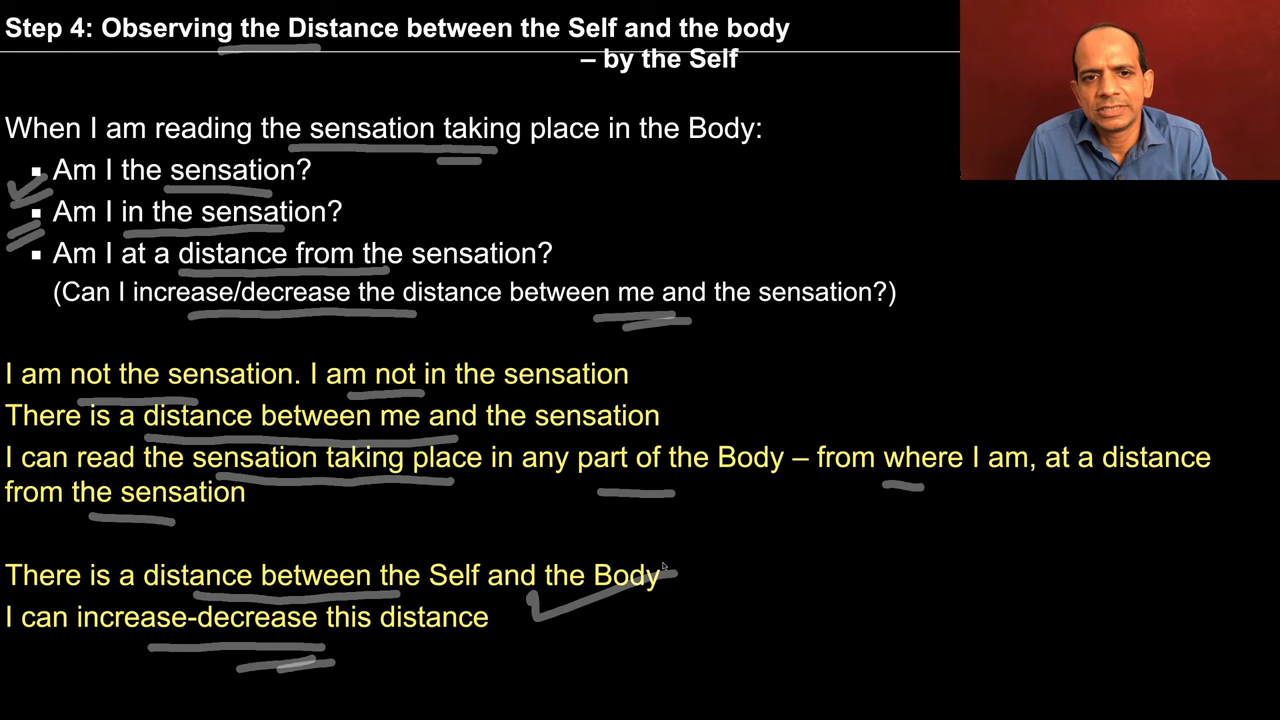 Step 4: Observing the Distance between the Self and the body
– by the Self
When I am reading the sensation taking place in the Body:
▪ Am I the sensation?
▪ Am I in the sensation?
▪ Am I at a distance from the sensation?
(Can I increase/decrease the distance between me and the sensation?)
I am not the sensation. I am not in the sensation
There is a distance between me and the sensation
I can read the sensation taking place in any part of the Body – from where I am, at a distance
from the sensation
There is a distance between the Self and the Body
I can increase-decrease this distance